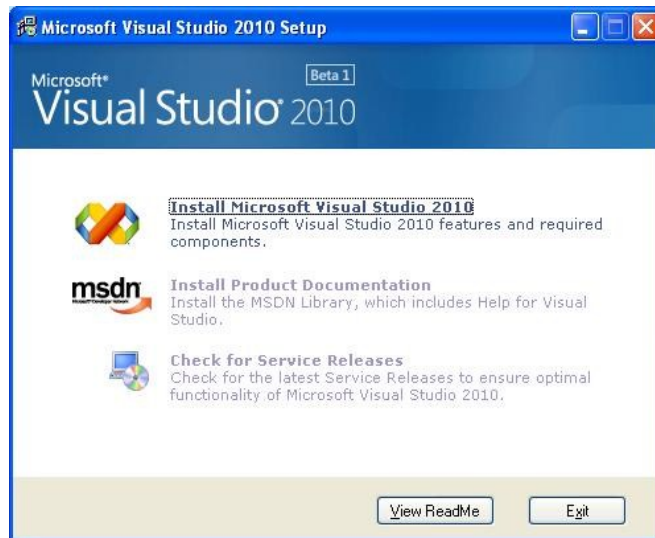 Microsoft Visual Studio 2010 Setup
Beta 1
Microsoft®
Visual Studio® 2010
Install Microsoft Visual Studio 2010
Install Microsoft Visual Studio 2010 features and required
components.
msdn
Microsoft Developer Network
Install Product Documentation
Install the MSDN Library, which includes Help for Visual
Studio.
Check for Service Releases
Check for the latest Service Releases to ensure optimal
functionality of Microsoft Visual Studio 2010.
View ReadMe
Exit